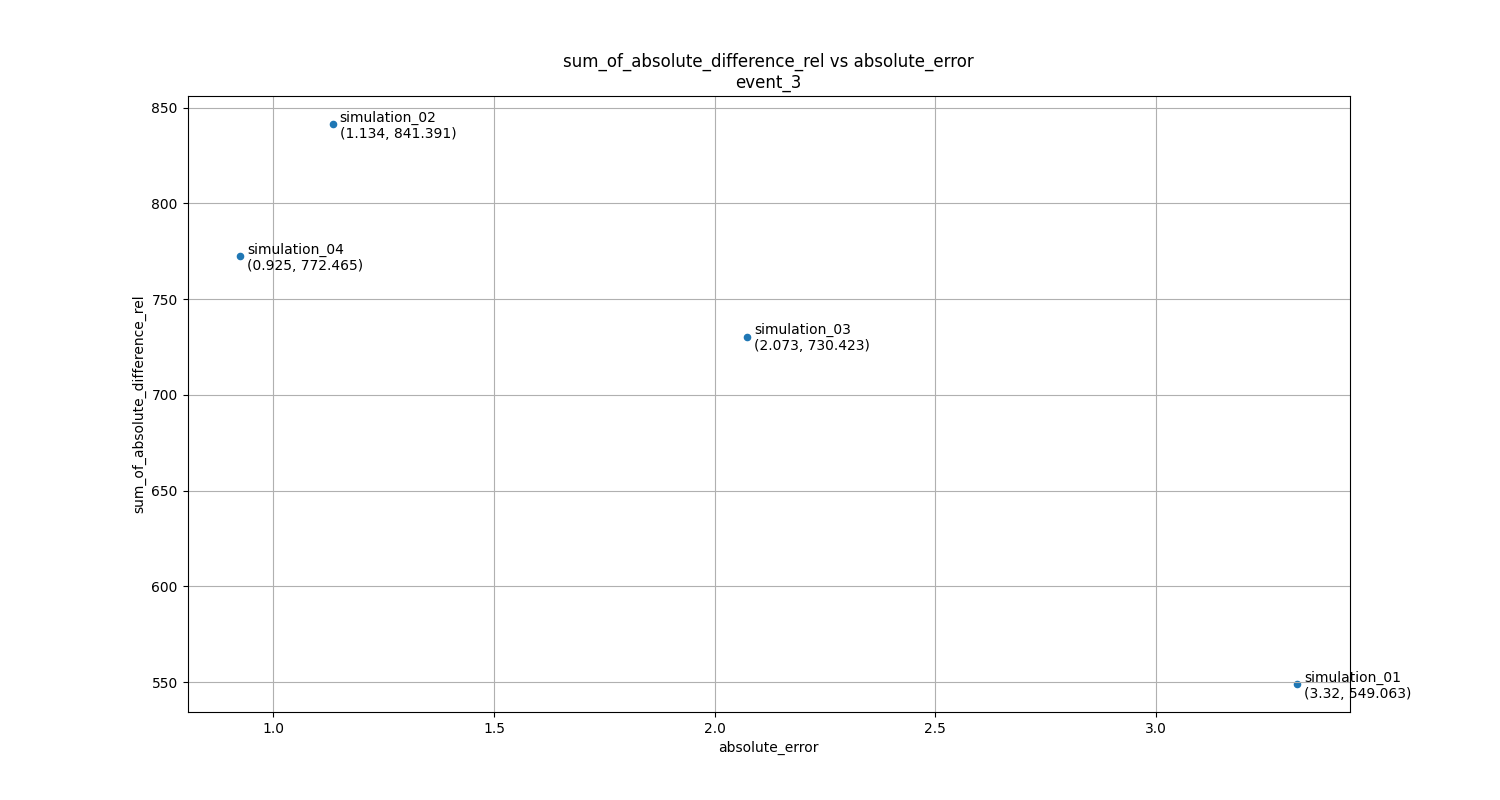 sum_of_absolute_difference_rel vs absolute_error
event_3
850
800
750
700
650
600
550
sum_of_absolute_difference_rel
simulation_02
(1.134, 841.391)
simulation_04
(0.925, 772.465)
simulation_03
(2.073, 730.423)
simulation_01
(3.32, 549.063)
1.0
1.5
2.0
2.5
3.0
absolute_error